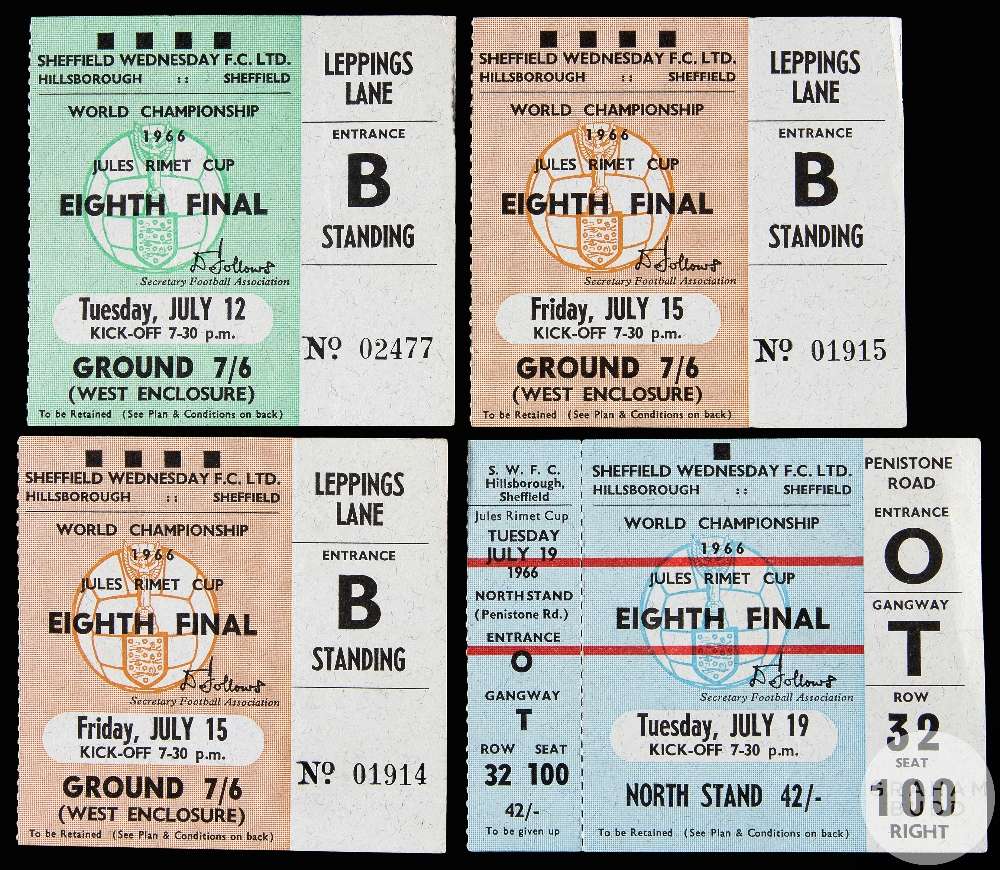 SHEFFIELD WEDNESDAY F.C. LTD.
HILLSBOROUGH :: SHEFFIELD
WORLD CHAMPIONSHIP
1966
JULES RIMET CUP
EIGHTH FINAL
D Follows
Secretary Football Association
Tuesday, JULY 12
KICK-OFF 7-30 p.m.
GROUND 7/6
(WEST ENCLOSURE)
To be Retained (See Plan & Conditions on back)
LEPPINGS
LANE
ENTRANCE
B
STANDING
Nº 02477
SHEFFIELD WEDNESDAY F.C. LTD.
HILLSBOROUGH :: SHEFFIELD
WORLD CHAMPIONSHIP
1966
JULES RIMET CUP
EIGHTH FINAL
D Follows
Secretary Football Association
Friday, JULY 15
KICK-OFF 7-30 p.m.
GROUND 7/6
(WEST ENCLOSURE)
To be Retained (See Plan & Conditions on back)
LEPPINGS
LANE
ENTRANCE
B
STANDING
Nº 01915
SHEFFIELD WEDNESDAY F.C. LTD.
HILLSBOROUGH :: SHEFFIELD
WORLD CHAMPIONSHIP
1966
JULES RIMET CUP
EIGHTH FINAL
D Follows
Secretary Football Association
Friday, JULY 15
KICK-OFF 7-30 p.m.
GROUND 7/6
(WEST ENCLOSURE)
To be Retained (See Plan & Conditions on back)
LEPPINGS
LANE
ENTRANCE
B
STANDING
Nº 01914
S. W. F. C.
Hillsborough,
Sheffield
Jules Rimet Cup
TUESDAY
JULY 19
1966
NORTH STAND
(Penistone Rd.)
ENTRANCE
O
GANGWAY
T
ROW SEAT
32 100
42/-
To be given up
SHEFFIELD WEDNESDAY F.C. LTD.
HILLSBOROUGH :: SHEFFIELD
WORLD CHAMPIONSHIP
1966
JULES RIMET CUP
EIGHTH FINAL
D Follows
Secretary Football Association
Tuesday, JULY 19
KICK-OFF 7-30 p.m.
NORTH STAND 42/-
PENISTONE
ROAD
ENTRANCE
O
GANGWAY
T
ROW
32
SEAT
100
RIGHT